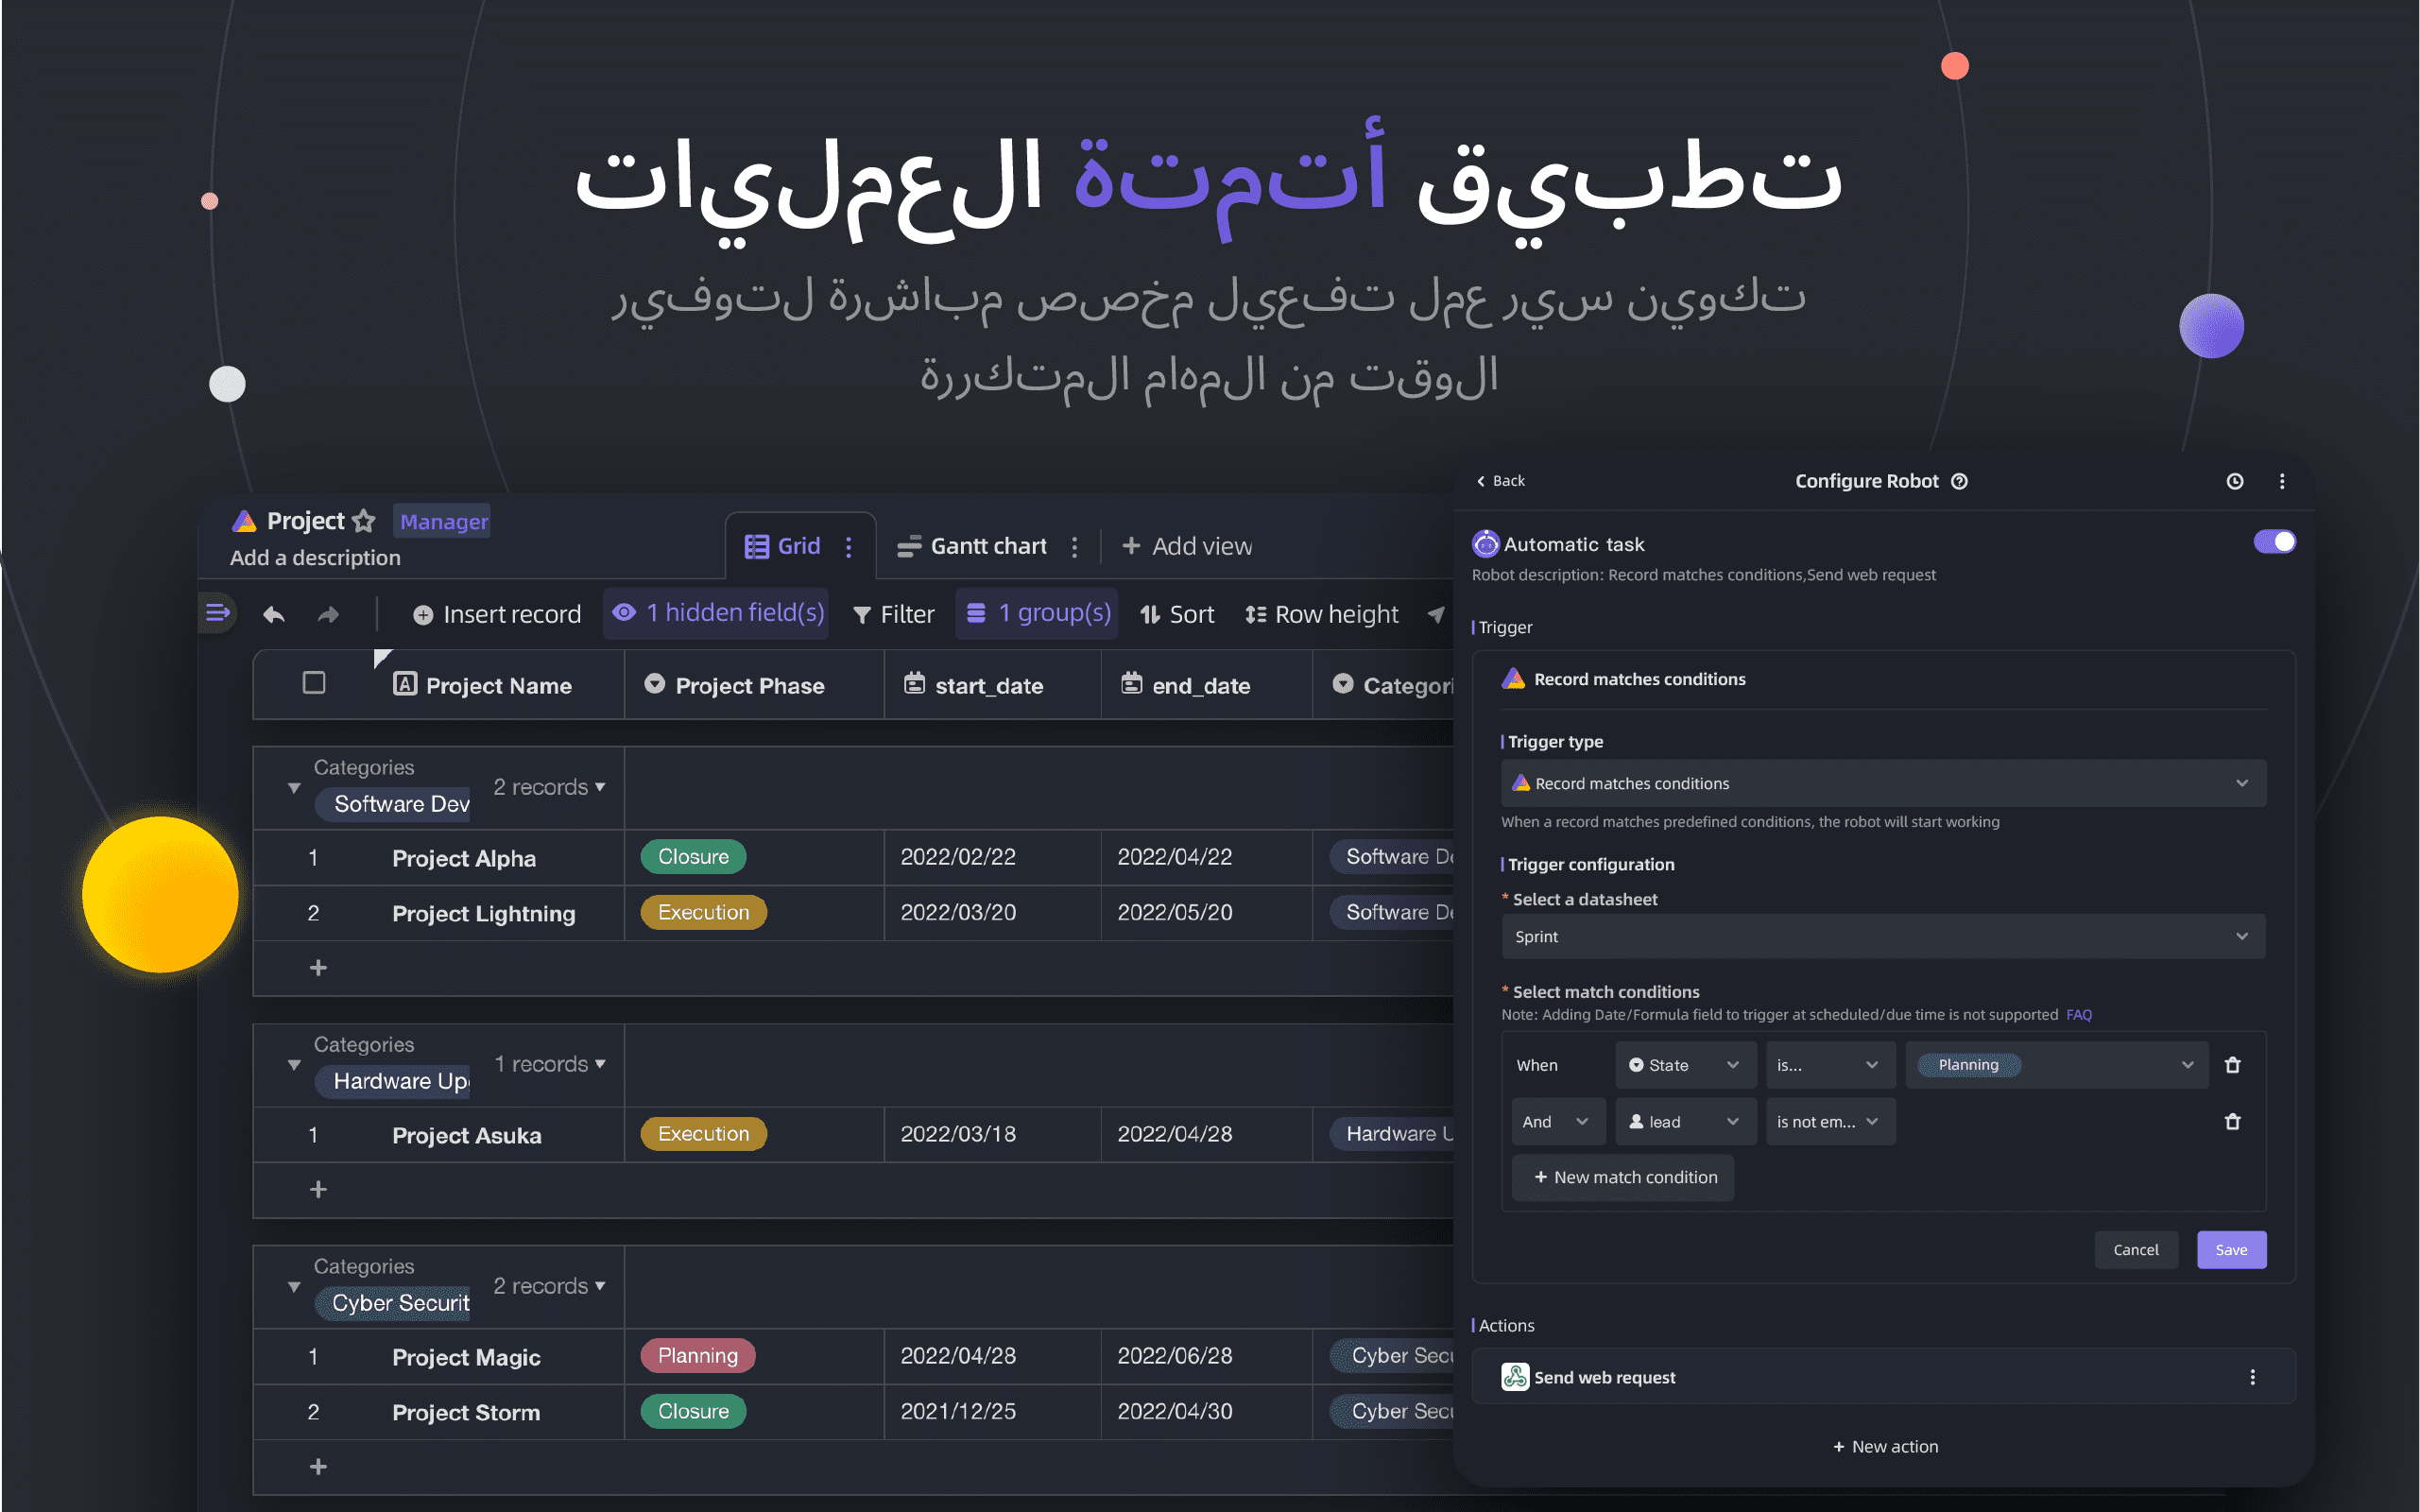 تطبيق أتمتة العمليات
تكوين سير عمل تفعيل مخصص مباشرة لتوفير
الوقت من المهام المتكررة
Project Manager
Add a description
Grid Gantt chart + Add view
Insert record 1 hidden field(s) Filter 1 group(s) Sort Row height
Project Name Project Phase start_date end_date Categori
Categories
Software Dev 2 records
1 Project Alpha Closure 2022/02/22 2022/04/22 Software De
2 Project Lightning Execution 2022/03/20 2022/05/20 Software De
+
Categories
Hardware Up 1 records
1 Project Asuka Execution 2022/03/18 2022/04/28 Hardware U
+
Categories
Cyber Securit 2 records
1 Project Magic Planning 2022/04/28 2022/06/28 Cyber Secu
2 Project Storm Closure 2021/12/25 2022/04/30 Cyber Secu
+
Back Configure Robot
Automatic task
Robot description: Record matches conditions,Send web request
Trigger
Record matches conditions
Trigger type
Record matches conditions
When a record matches predefined conditions, the robot will start working
Trigger configuration
* Select a datasheet
Sprint
* Select match conditions
Note: Adding Date/Formula field to trigger at scheduled/due time is not supported FAQ
When State is... Planning
And lead is not em...
+ New match condition
Cancel Save
Actions
Send web request
+ New action